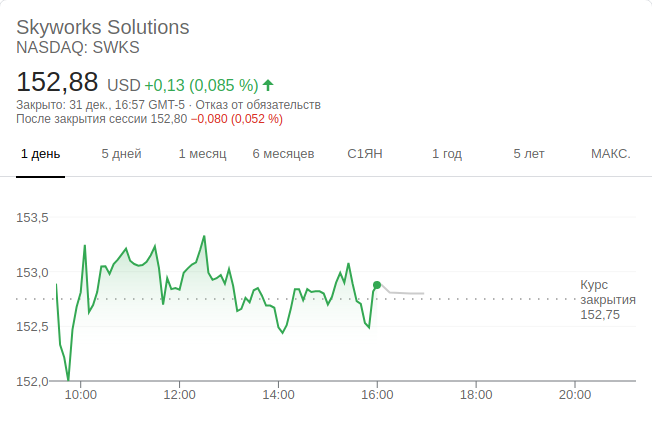 Skyworks Solutions
NASDAQ: SWKS
152,88 USD +0,13 (0,085 %)
Закрыто: 31 дек., 16:57 GMT-5 · Отказ от обязательств
После закрытия сессии 152,80 −0,080 (0,052 %)
1 день 5 дней 1 месяц 6 месяцев С1ЯН 1 год 5 лет МАКС.
153,5
153,0
152,5
152,0
Курс
закрытия
152,75
10:00 12:00 14:00 16:00 18:00 20:00